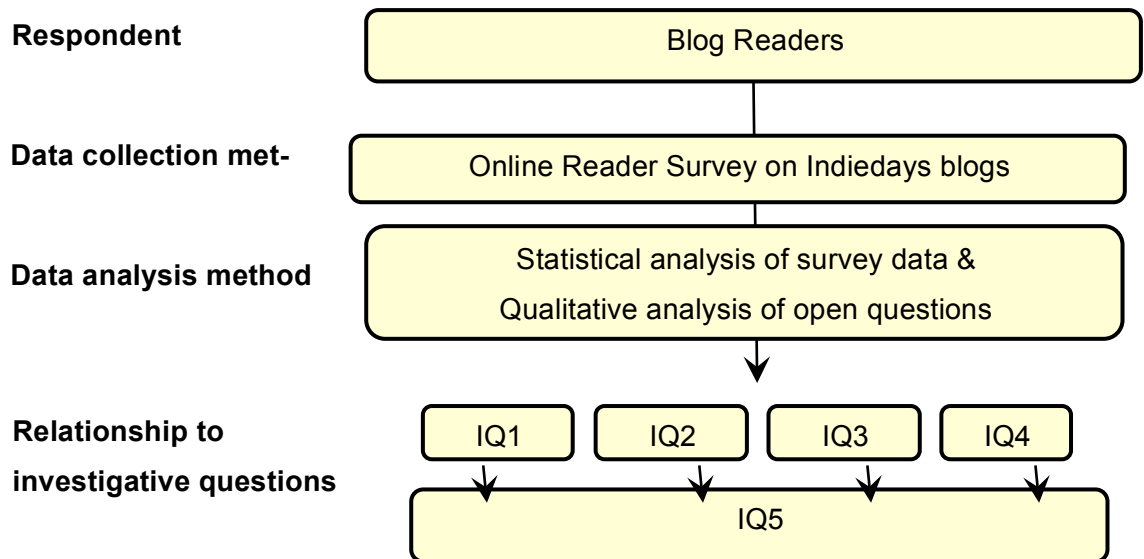 Respondent
Blog Readers
Data collection met-
Online Reader Survey on Indiedays blogs
Data analysis method
Statistical analysis of survey data &
Qualitative analysis of open questions
Relationship to
investigative questions
IQ1
IQ2
IQ3
IQ4
IQ5